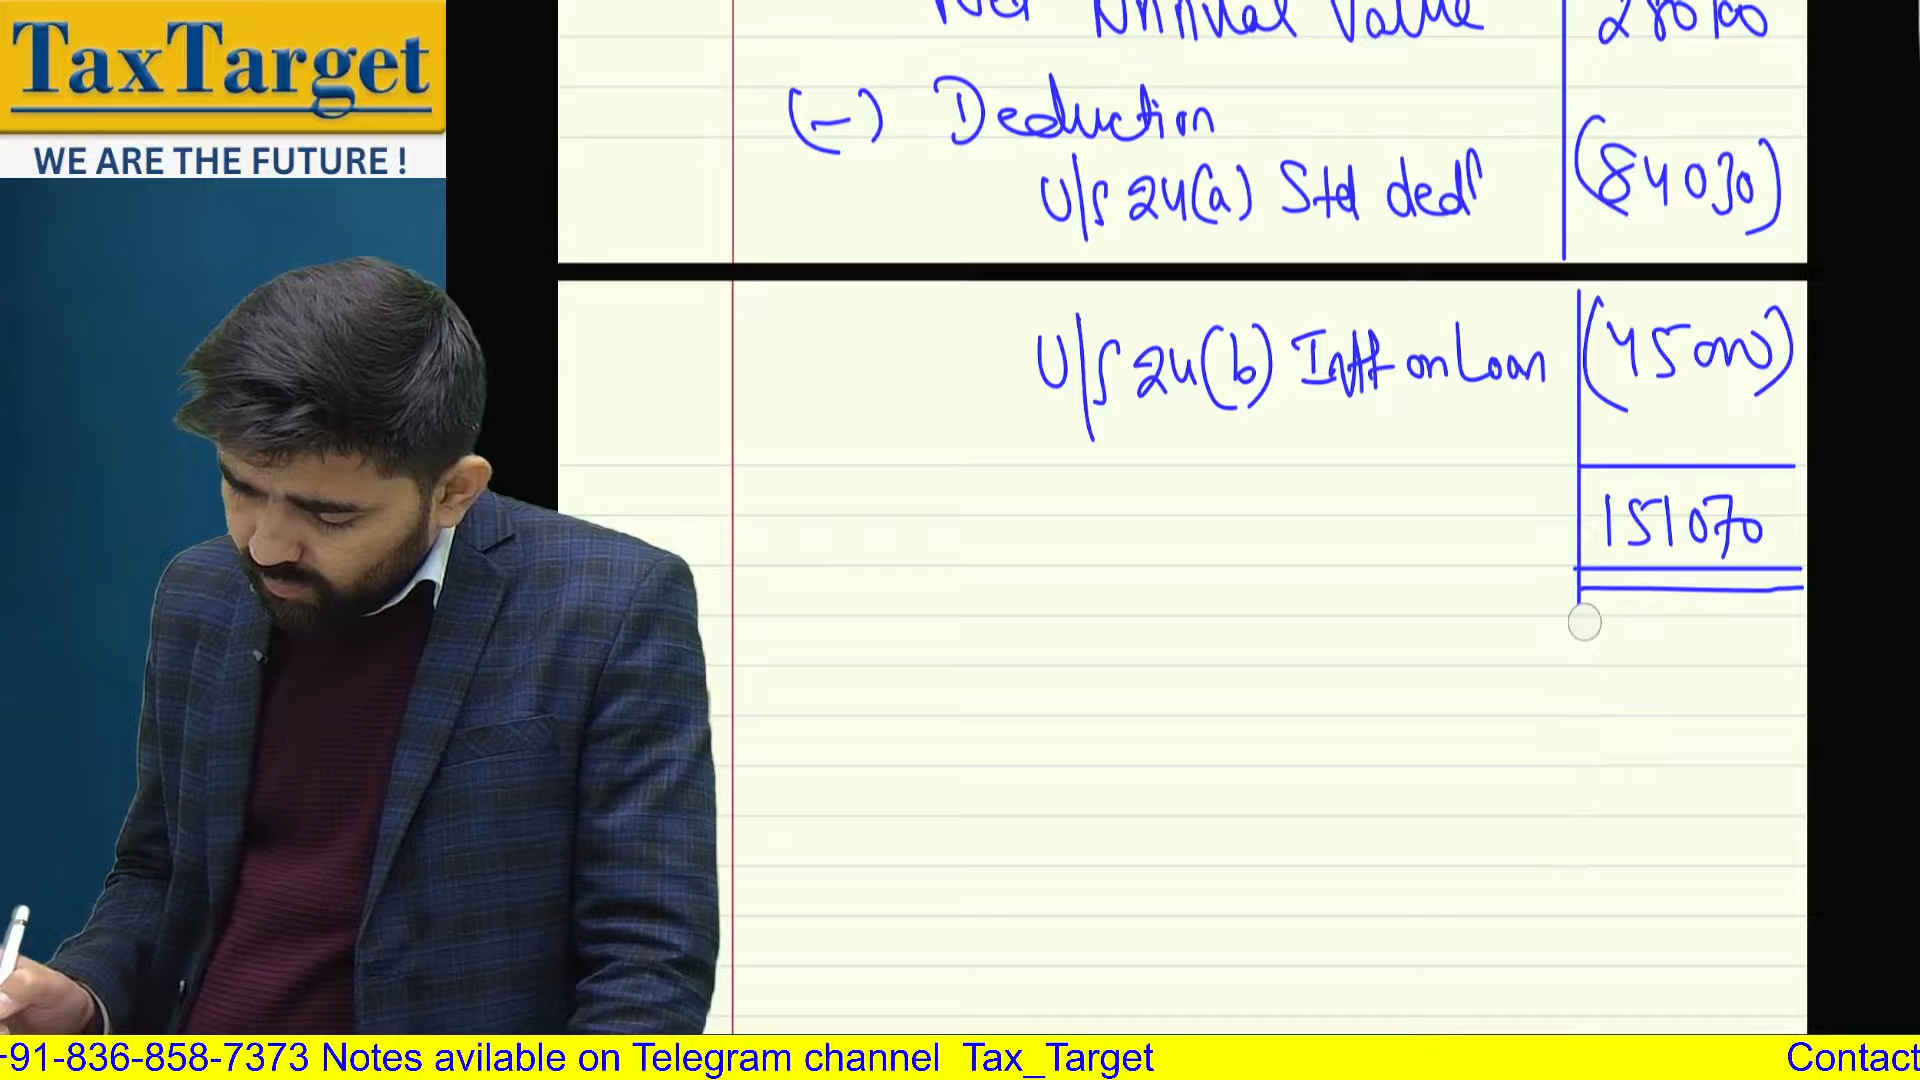 TaxTarget
WE ARE THE FUTURE !
Net Annual Value 280100
(-) Deduction
U/s 24(a) Std dedn (84030)
U/s 24(b) Intt on Loan (45000)
151070
+91-836-858-7373 Notes avilable on Telegram channel Tax_Target Contact